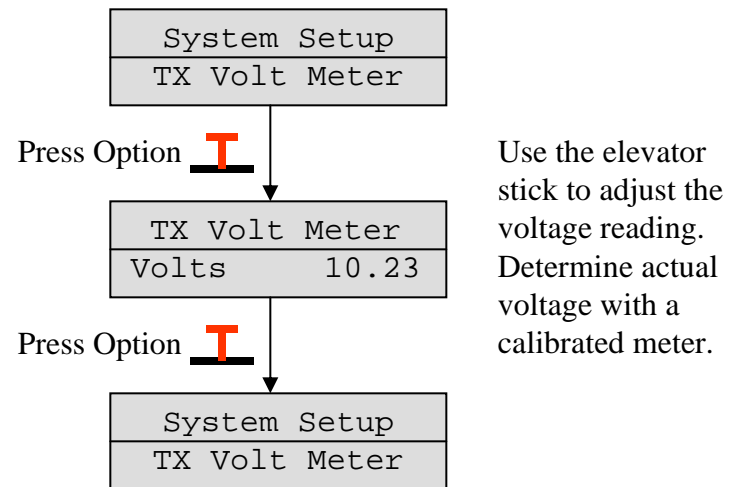 System Setup
TX Volt Meter
Press Option
TX Volt Meter
Volts 10.23
Press Option
System Setup
TX Volt Meter
Use the elevator
stick to adjust the
voltage reading.
Determine actual
voltage with a
calibrated meter.